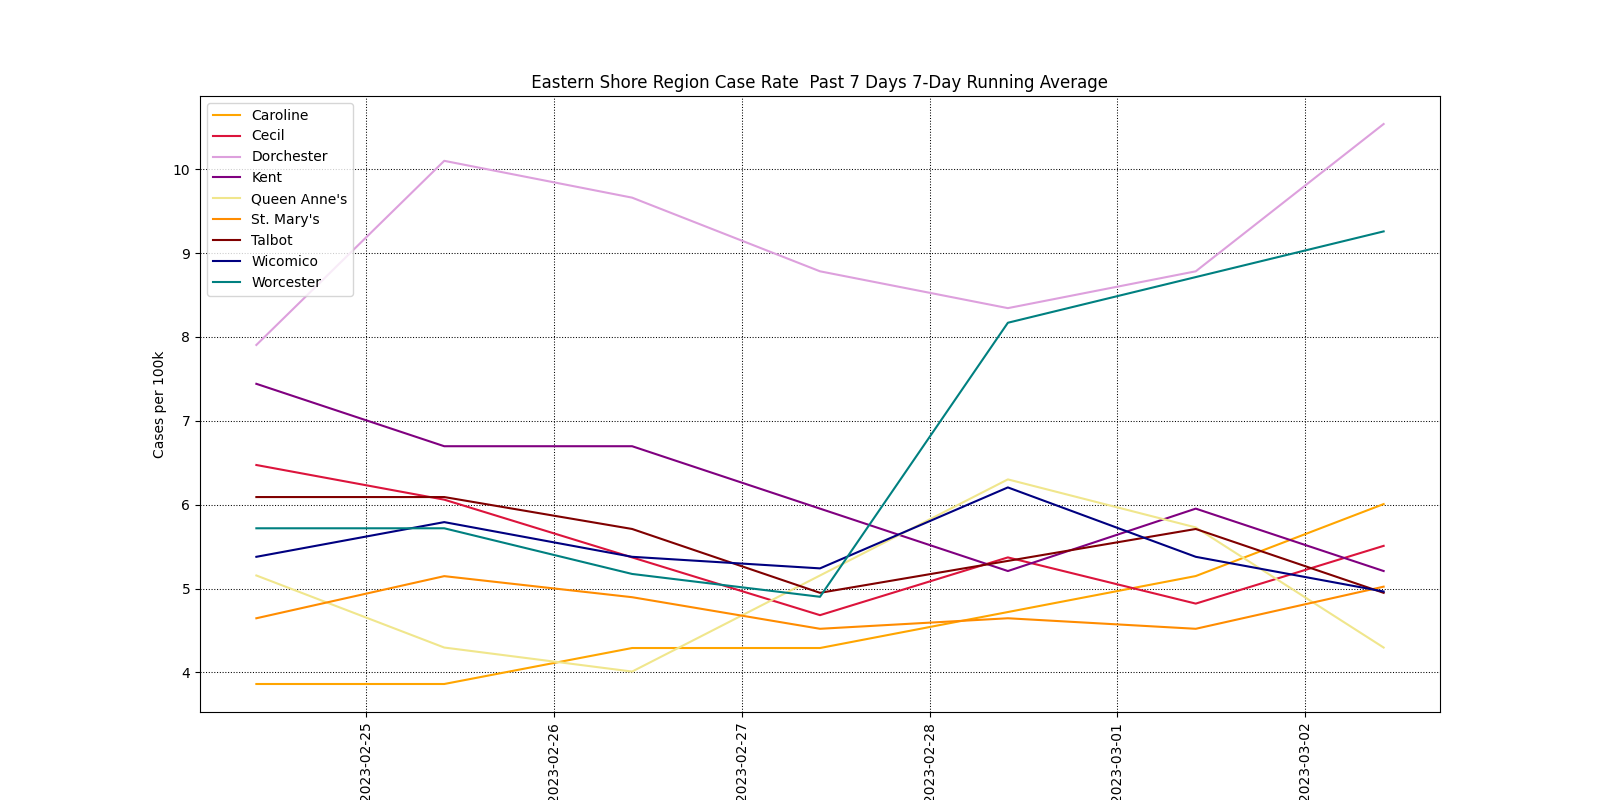 Eastern Shore Region Case Rate  Past 7 Days 7-Day Running Average
Caroline
Cecil
Dorchester
Kent
Queen Anne's
St. Mary's
Talbot
Wicomico
Worcester
Cases per 100k
10
9
8
7
6
5
4
2023-02-25
2023-02-26
2023-02-27
2023-02-28
2023-03-01
2023-03-02